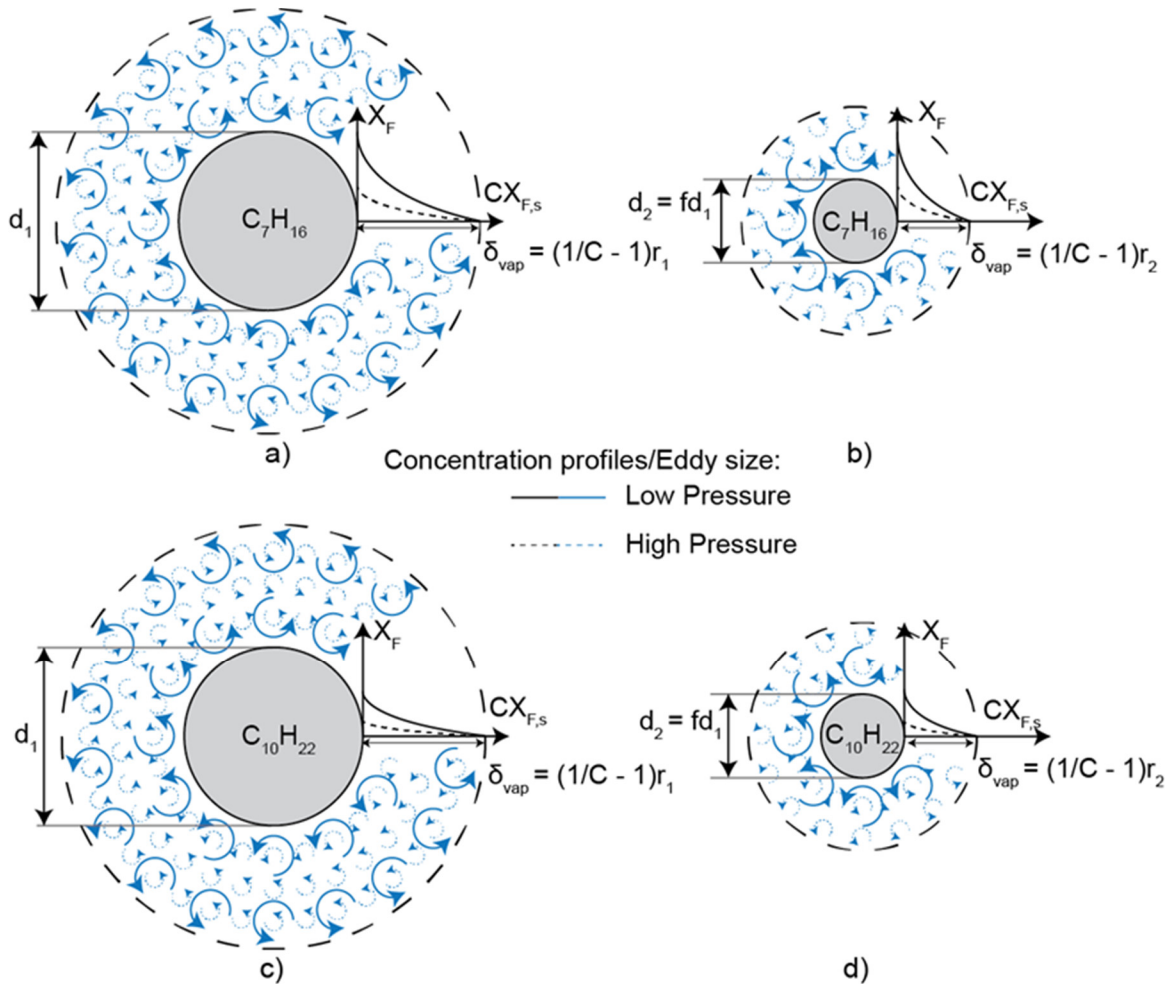 X_F
X_F
CX_F,s
CX_F,s
d_1
C_7H_16
d_2 = fd_1
C_7H_16
δ_vap = (1/C - 1)r_1
δ_vap = (1/C - 1)r_2
a)
b)
Concentration profiles/Eddy size:
Low Pressure
High Pressure
X_F
X_F
CX_F,s
CX_F,s
d_1
C_10H_22
d_2 = fd_1
C_10H_22
δ_vap = (1/C - 1)r_1
δ_vap = (1/C - 1)r_2
c)
d)